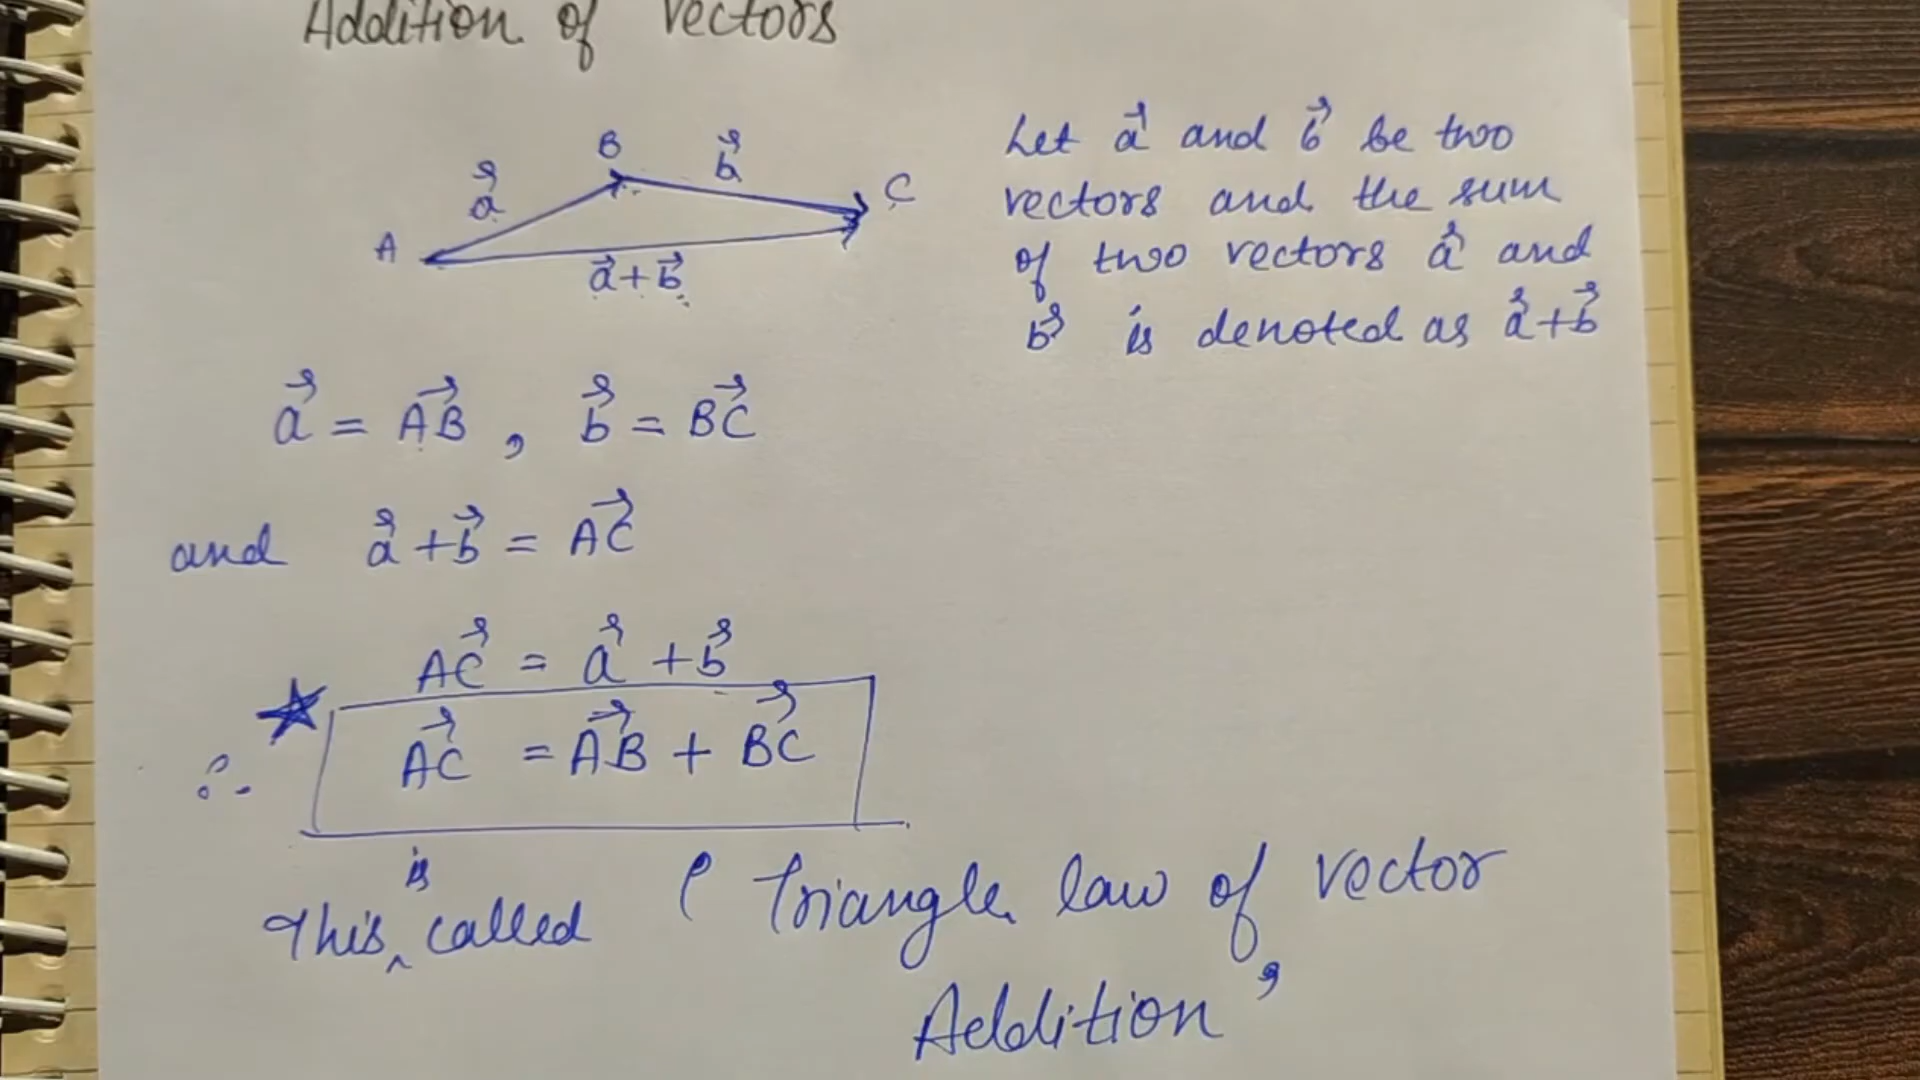 Addition of vectors
B
b⃗
a⃗
A
C
a⃗+b⃗
Let a⃗ and b⃗ be two
vectors and the sum
of two vectors a⃗ and
b⃗ is denoted as a⃗+b⃗
a⃗ = AB⃗ , b⃗ = BC⃗
and a⃗+b⃗ = AC⃗
AC⃗ = a⃗ + b⃗
∴ AC⃗ = AB⃗ + BC⃗
This is called ‘ Triangle law of vector
Addition ’